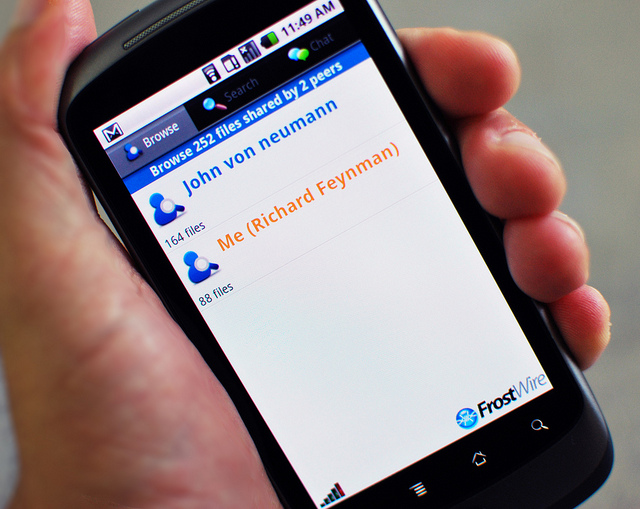 11:49 AM
Browse
Search
Chat
Browse 252 files shared by 2 peers
John von neumann
164 files
Me (Richard Feynman)
88 files
FrostWire